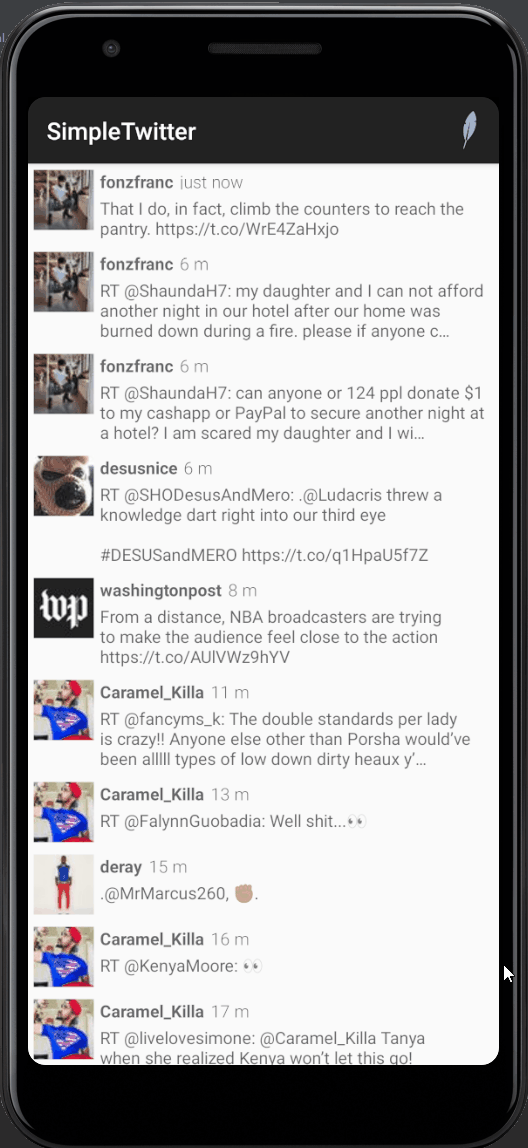 SimpleTwitter
fonzfranc just now
That I do, in fact, climb the counters to reach the
pantry. https://t.co/WrE4ZaHxjo
fonzfranc 6 m
RT @ShaundaH7: my daughter and I can not afford
another night in our hotel after our home was
burned down during a fire. please if anyone c…
fonzfranc 6 m
RT @ShaundaH7: can anyone or 124 ppl donate $1
to my cashapp or PayPal to secure another night at
a hotel? I am scared my daughter and I wi…
desusnice 6 m
RT @SHODesusAndMero: .@Ludacris threw a
knowledge dart right into our third eye
#DESUSandMERO https://t.co/q1HpaU5f7Z
wp
washingtonpost 8 m
From a distance, NBA broadcasters are trying
to make the audience feel close to the action
https://t.co/AUlVWz9hYV
Caramel_Killa 11 m
RT @fancyms_k: The double standards per lady
is crazy!! Anyone else other than Porsha would’ve
been alllll types of low down dirty heaux y’…
Caramel_Killa 13 m
RT @FalynnGuobadia: Well shit...👀
deray 15 m
.@MrMarcus260, ✊🏽.
Caramel_Killa 16 m
RT @KenyaMoore: 👀
Caramel_Killa 17 m
RT @livelovesimone: @Caramel_Killa Tanya
when she realized Kenya won’t let this go!